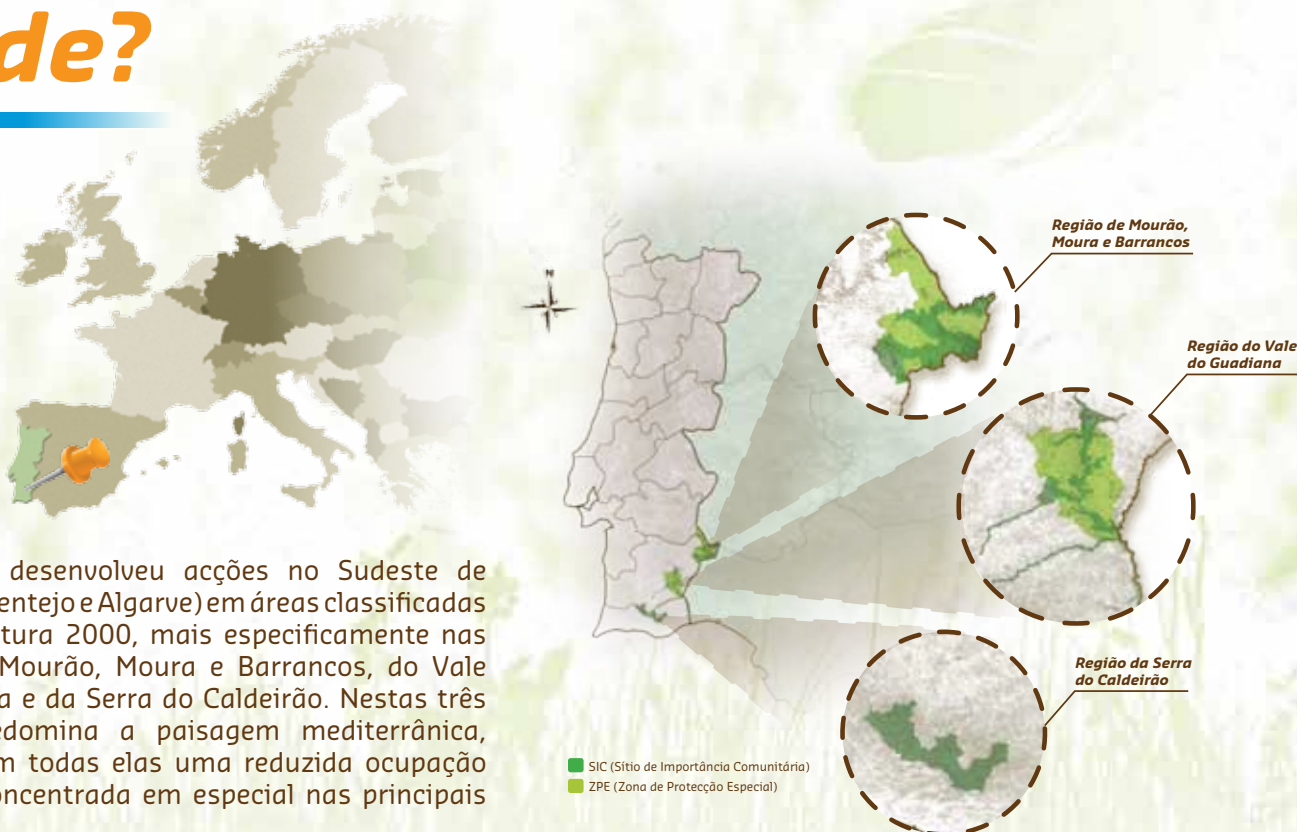 de?
N
Região de Mourão,
Moura e Barrancos
Região do Vale
do Guadiana
desenvolveu acções no Sudeste de
entejo e Algarve) em áreas classificadas
tura 2000, mais especificamente nas
Mourão, Moura e Barrancos, do Vale
a e da Serra do Caldeirão. Nestas três
edomina a paisagem mediterrânica,
m todas elas uma reduzida ocupação
oncentrada em especial nas principais
Região da Serra
do Caldeirão
SIC (Sítio de Importância Comunitária)
ZPE (Zona de Protecção Especial)